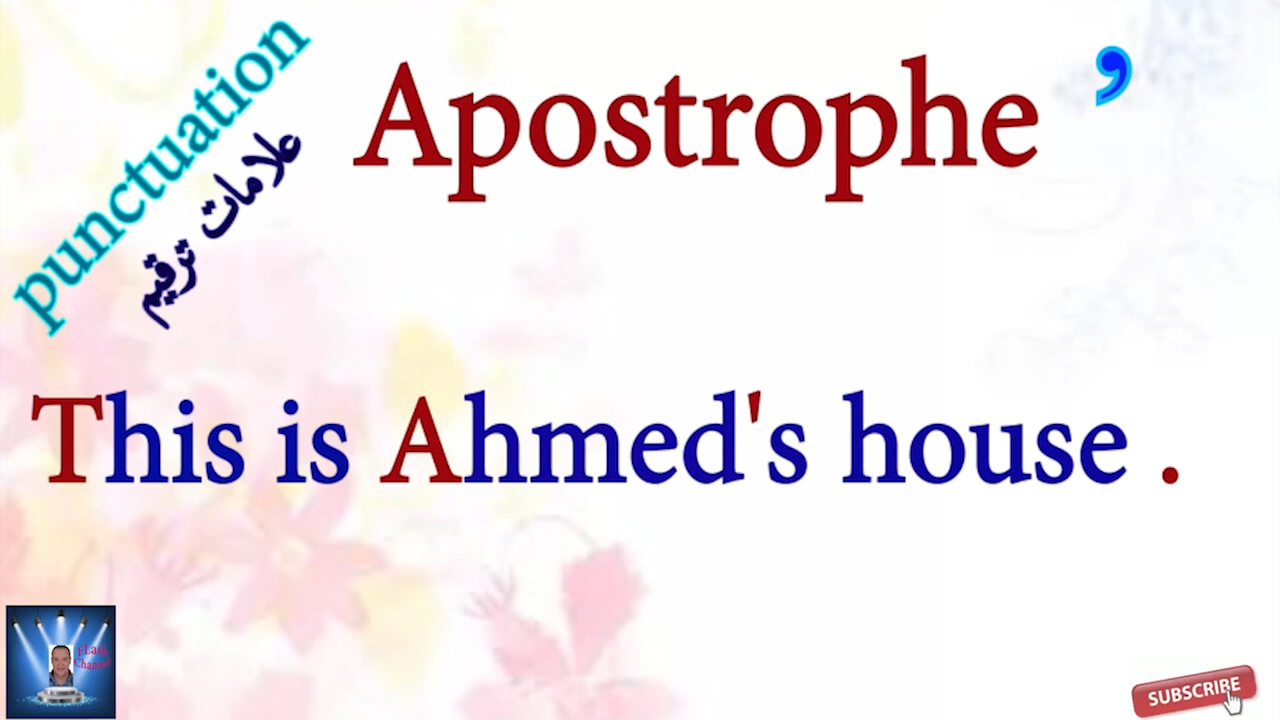 punctuation
علامات ترقيم
Apostrophe ’
This is Ahmed's house .
SUBSCRIBE